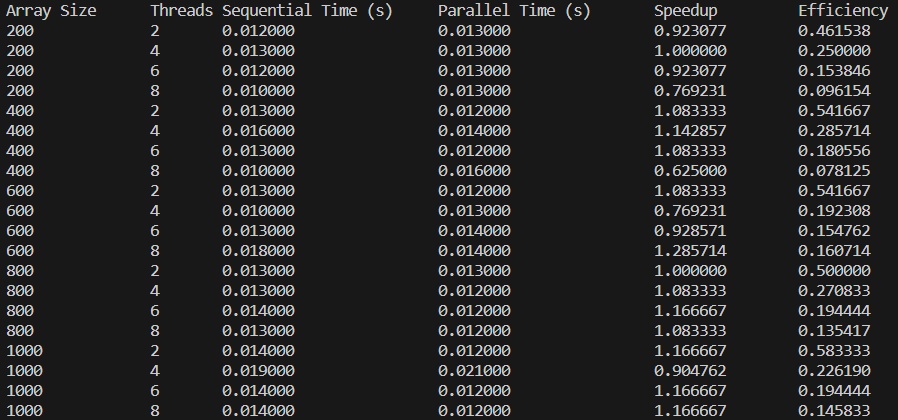 Array Size Threads Sequential Time (s) Parallel Time (s) Speedup Efficiency
200 2 0.012000 0.013000 0.923077 0.461538
200 4 0.013000 0.013000 1.000000 0.250000
200 6 0.012000 0.013000 0.923077 0.153846
200 8 0.010000 0.013000 0.769231 0.096154
400 2 0.013000 0.012000 1.083333 0.541667
400 4 0.016000 0.014000 1.142857 0.285714
400 6 0.013000 0.012000 1.083333 0.180556
400 8 0.010000 0.016000 0.625000 0.078125
600 2 0.013000 0.012000 1.083333 0.541667
600 4 0.010000 0.013000 0.769231 0.192308
600 6 0.013000 0.014000 0.928571 0.154762
600 8 0.018000 0.014000 1.285714 0.160714
800 2 0.013000 0.013000 1.000000 0.500000
800 4 0.013000 0.012000 1.083333 0.270833
800 6 0.014000 0.012000 1.166667 0.194444
800 8 0.013000 0.012000 1.083333 0.135417
1000 2 0.014000 0.012000 1.166667 0.583333
1000 4 0.019000 0.021000 0.904762 0.226190
1000 6 0.014000 0.012000 1.166667 0.194444
1000 8 0.014000 0.012000 1.166667 0.145833